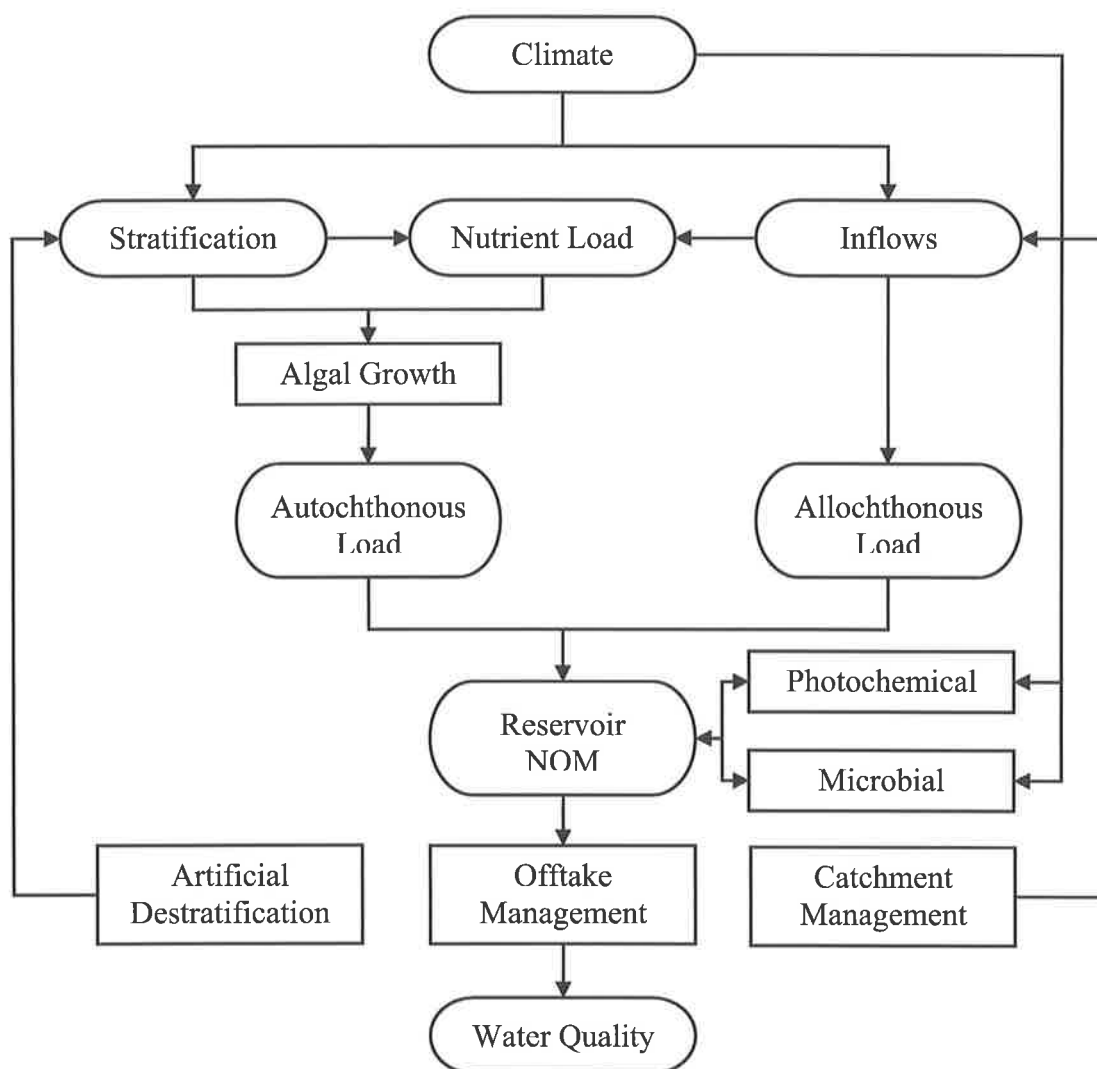 Climate
Stratification
Nutrient Load
Inflows
Algal Growth
Autochthonous
Load
Allochthonous
Load
Photochemical
Reservoir
NOM
Microbial
Artificial
Destratification
Offtake
Management
Catchment
Management
Water Quality